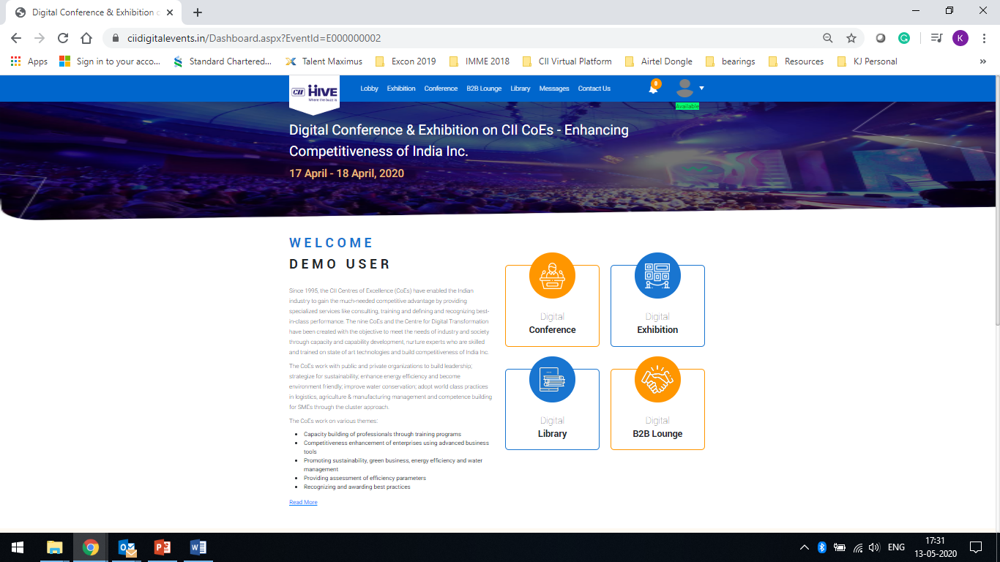 Digital Conference & Exhibition c
ciidigitalevents.in/Dashboard.aspx?EventId=E000000002
K
Apps
Sign in to your acco...
Standard Chartered...
Talent Maximus
Excon 2019
IMME 2018
CII Virtual Platform
Airtel Dongle
bearings
Resources
KJ Personal
»
CII HIVE
Where the buzz is
Lobby
Exhibition
Conference
B2B Lounge
Library
Messages
Contact Us
0
Available
Digital Conference & Exhibition on CII CoEs - Enhancing
Competitiveness of India Inc.
17 April - 18 April, 2020
WELCOME
DEMO USER
Since 1995, the CII Centres of Excellence (CoEs) have enabled the Indian
industry to gain the much-needed competitive advantage by providing
specialized services like consulting, training and defining and recognizing best-
in-class performance. The nine CoEs and the Centre for Digital Transformation
have been created with the objective to meet the needs of industry and society
through capacity and capability development, nurture experts who are skilled
and trained on state of art technologies and build competitiveness of India Inc.
The CoEs work with public and private organizations to build leadership;
strategize for sustainability; enhance energy efficiency and become
environment friendly; improve water conservation; adopt world class practices
in logistics, agriculture & manufacturing management and competence building
for SMEs through the cluster approach.
The CoEs work on various themes:
• Capacity building of professionals through training programs
• Competitiveness enhancement of enterprises using advanced business
tools
• Promoting sustainability, green business, energy efficiency and water
management
• Providing assessment of efficiency parameters
• Recognizing and awarding best practices
Read More
Digital
Conference
Digital
Exhibition
Digital
Library
Digital
B2B Lounge
ENG
17:31
13-05-2020